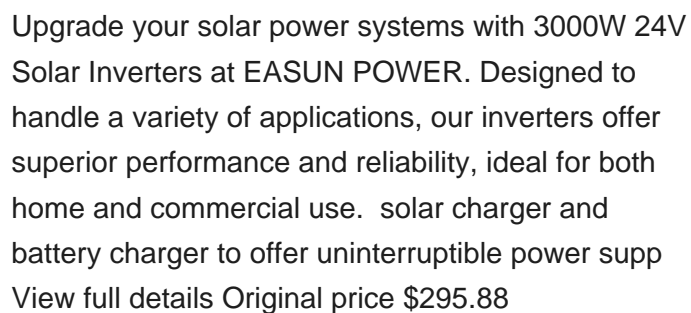 Upgrade your solar power systems with 3000W 24V
Solar Inverters at EASUN POWER. Designed to
handle a variety of applications, our inverters offer
superior performance and reliability, ideal for both
home and commercial use.  solar charger and
battery charger to offer uninterruptible power supp
View full details Original price $295.88